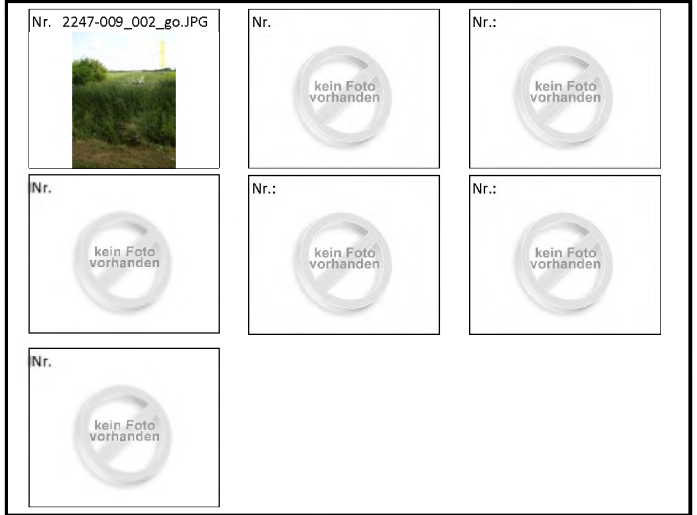 Nr. 2247-009_002_go.JPG
Nr.
kein Foto
vorhanden
Nr.:
kein Foto
vorhanden
Nr.
kein Foto
vorhanden
Nr.:
kein Foto
vorhanden
Nr.:
kein Foto
vorhanden
Nr.
kein Foto
vorhanden